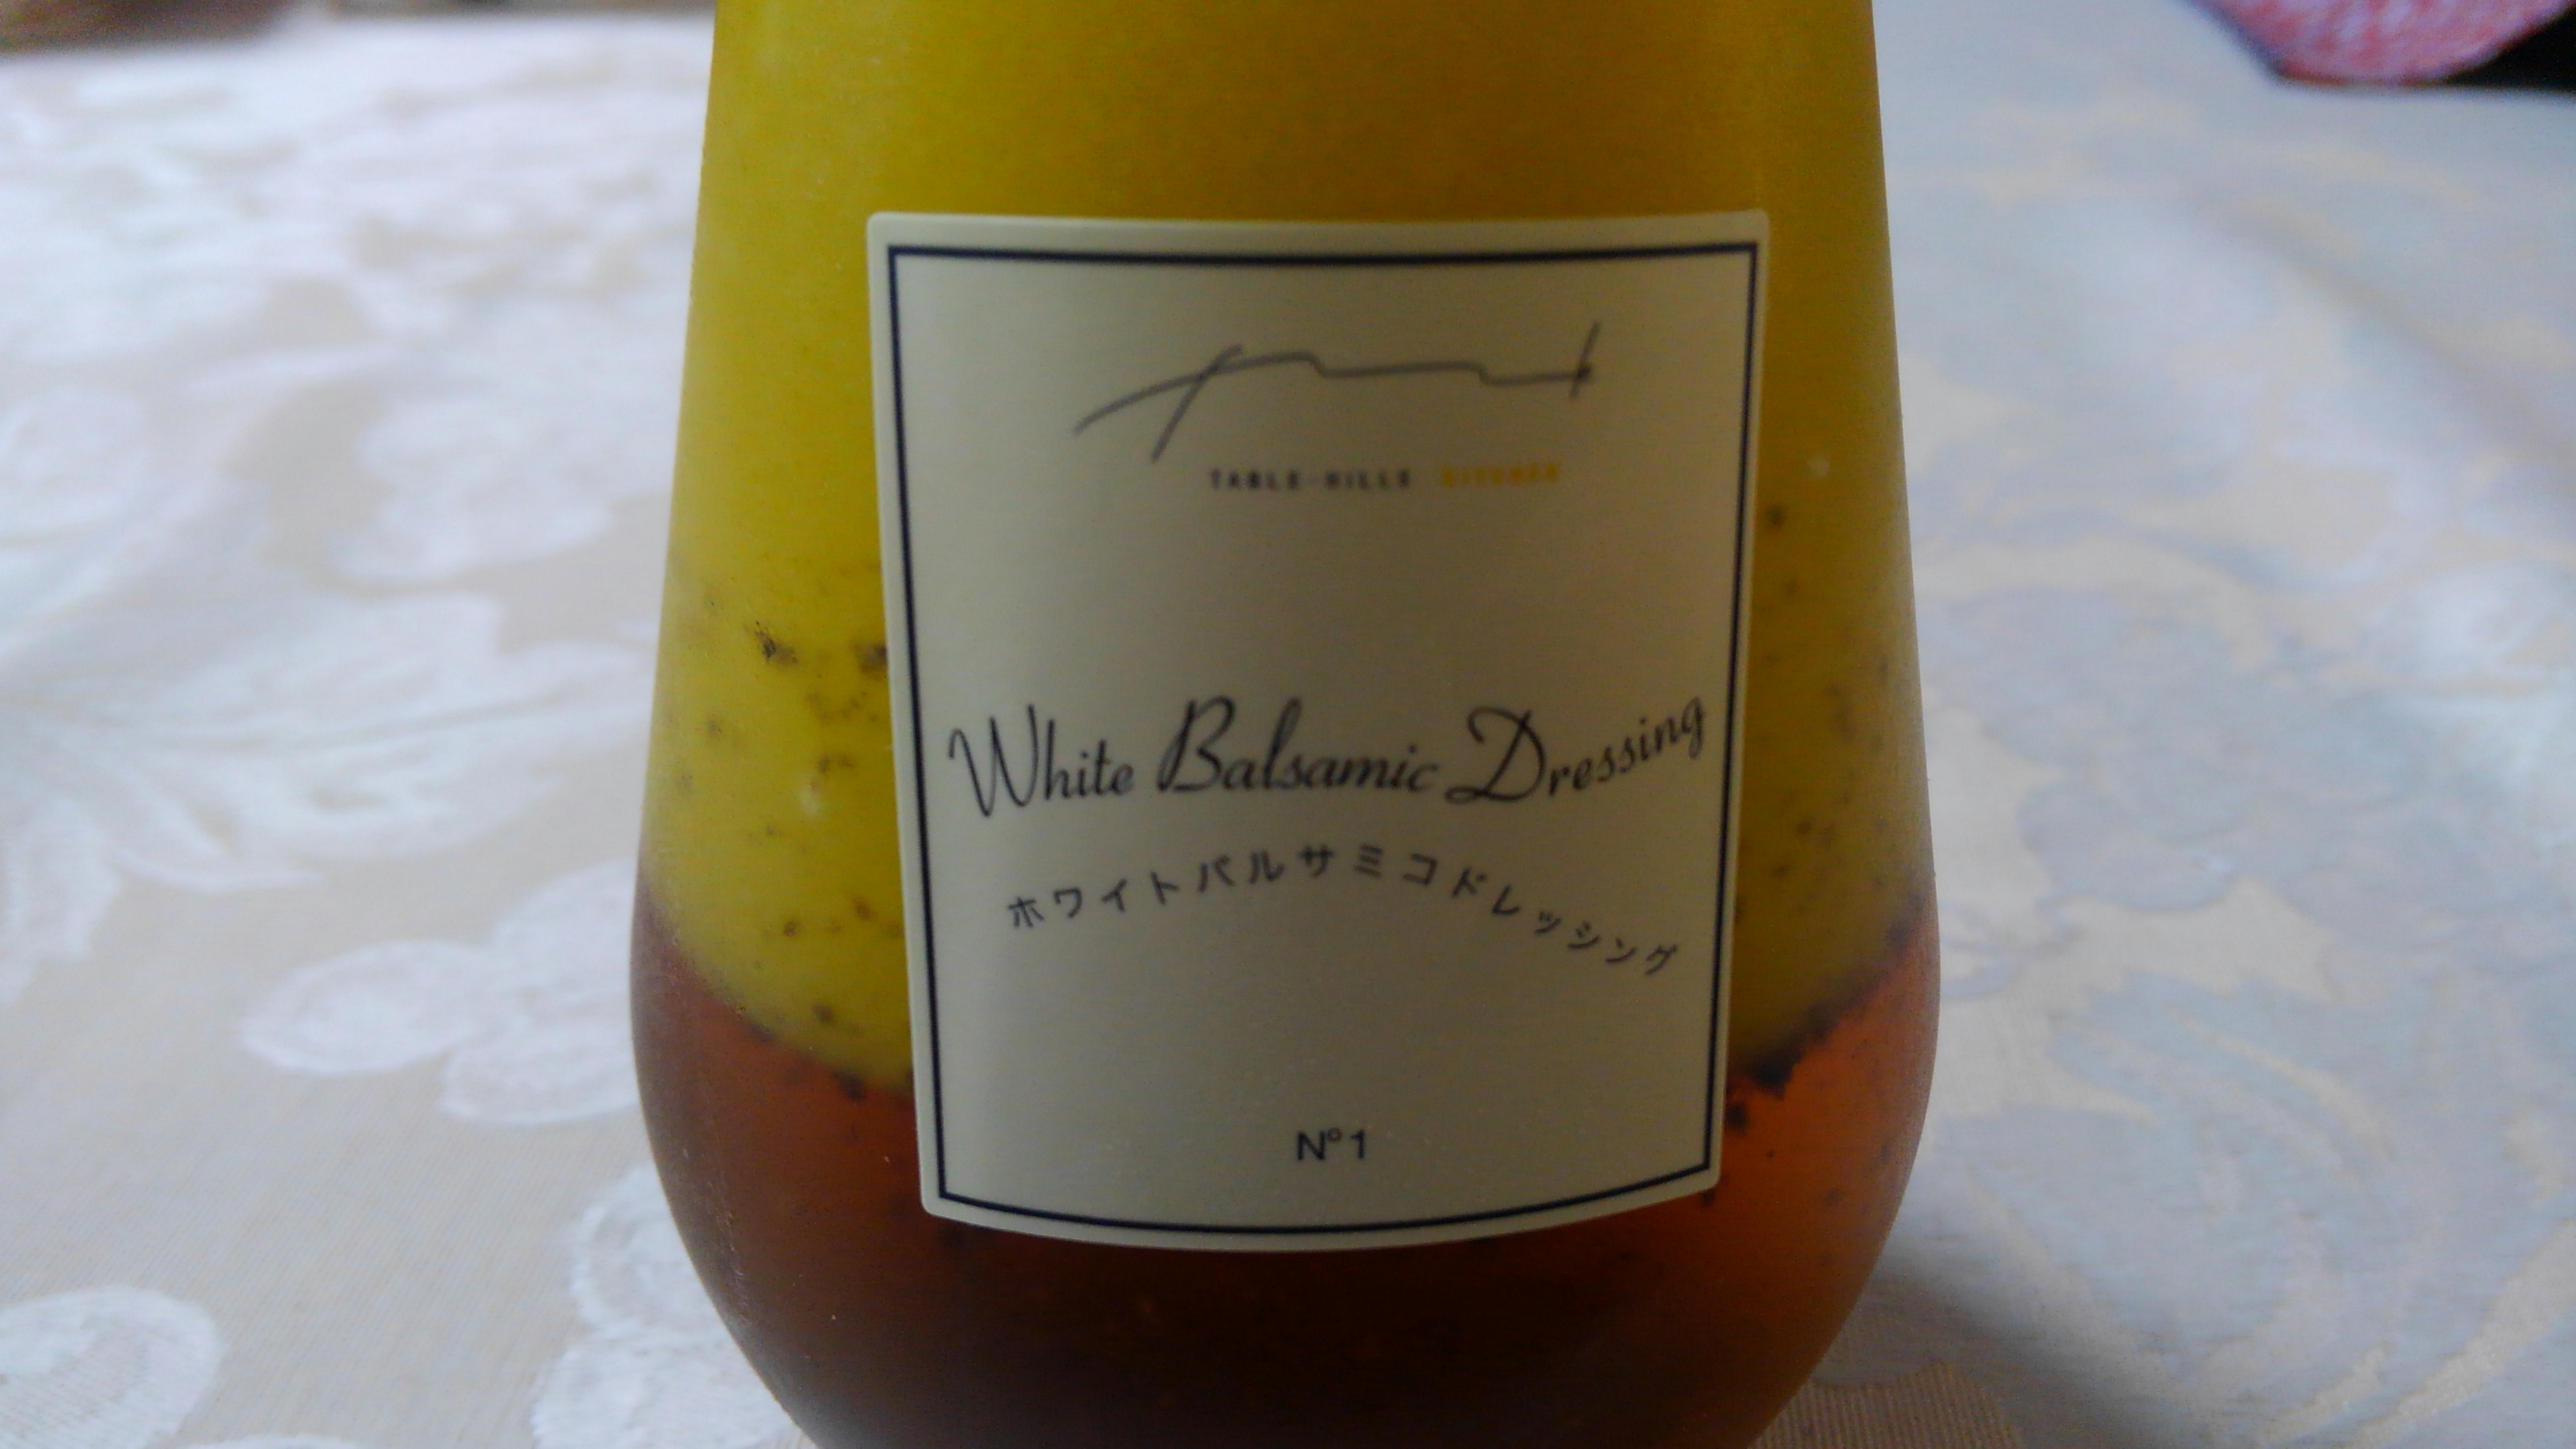 TABLE-HILLS KITCHEN
White Balsamic Dressing
ホワイトバルサミコドレッシング
Nº1